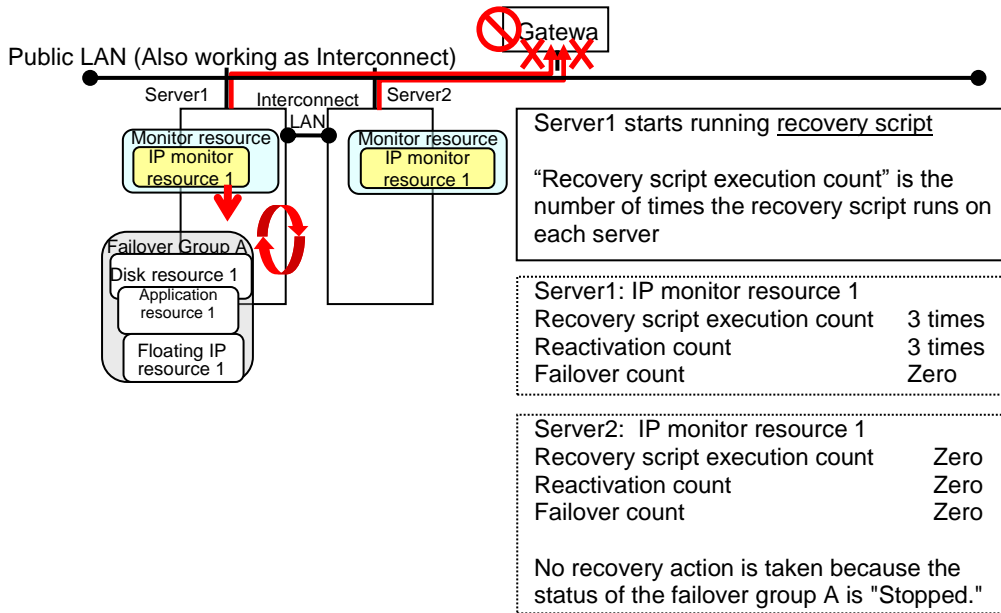 Gatewa
Public LAN (Also working as Interconnect)
Server1
Interconnect
LAN
Server2
Monitor resource
IP monitor
resource 1
Monitor resource
IP monitor
resource 1
Failover Group A
Disk resource 1
Application
resource 1
Floating IP
resource 1
Server1 starts running recovery script
“Recovery script execution count” is the
number of times the recovery script runs on
each server
Server1: IP monitor resource 1
Recovery script execution count 3 times
Reactivation count 3 times
Failover count Zero
Server2: IP monitor resource 1
Recovery script execution count Zero
Reactivation count Zero
Failover count Zero
No recovery action is taken because the
status of the failover group A is "Stopped."